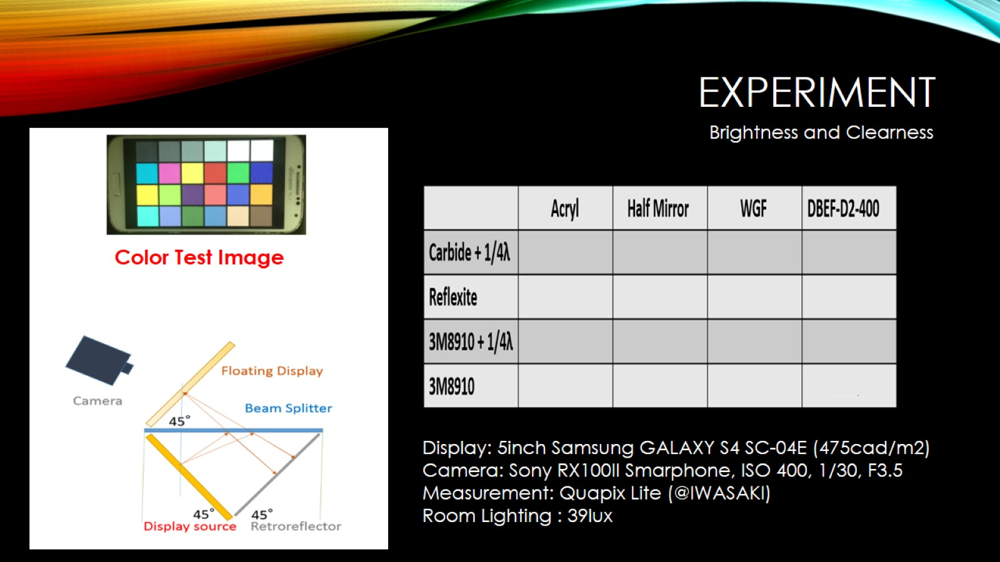 EXPERIMENT
Brightness and Clearness
docomo
Color Test Image
Camera
Floating Display
Beam Splitter
45°
45° 45°
Display source Retroreflector
Acryl Half Mirror WGF DBEF-D2-400
Carbide + 1/4λ
Reflexite
3M8910 + 1/4λ
3M8910
Display: 5inch Samsung GALAXY S4 SC-04E (475cad/m2)
Camera: Sony RX100II Smarphone, ISO 400, 1/30, F3.5
Measurement: Quapix Lite (@IWASAKI)
Room Lighting : 39lux